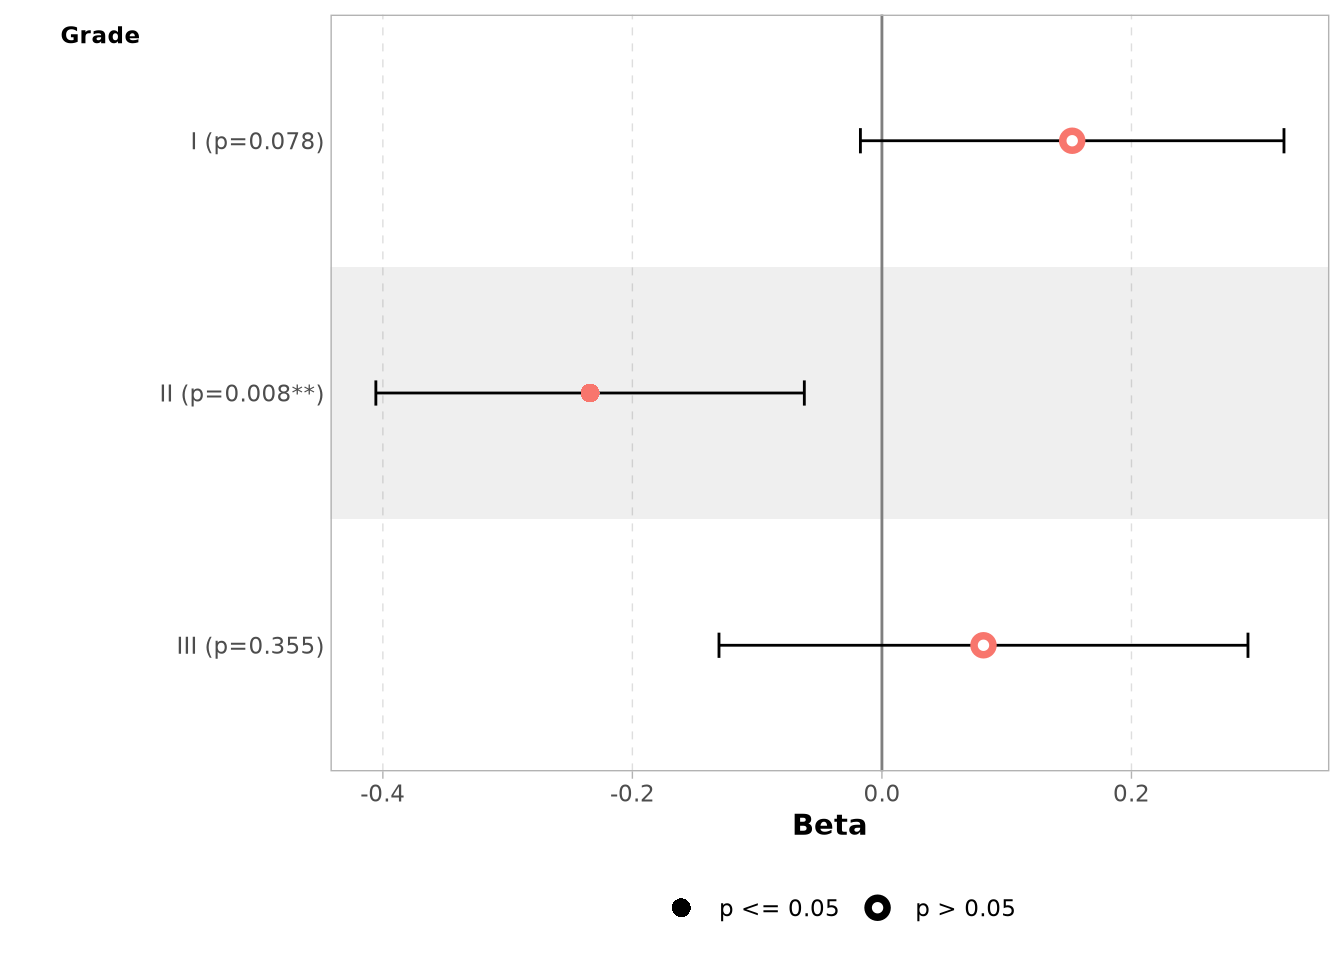 Grade
I (p=0.078)
II (p=0.008**)
III (p=0.355)
-0.4 -0.2 0.0 0.2
Beta
p <= 0.05 p > 0.05